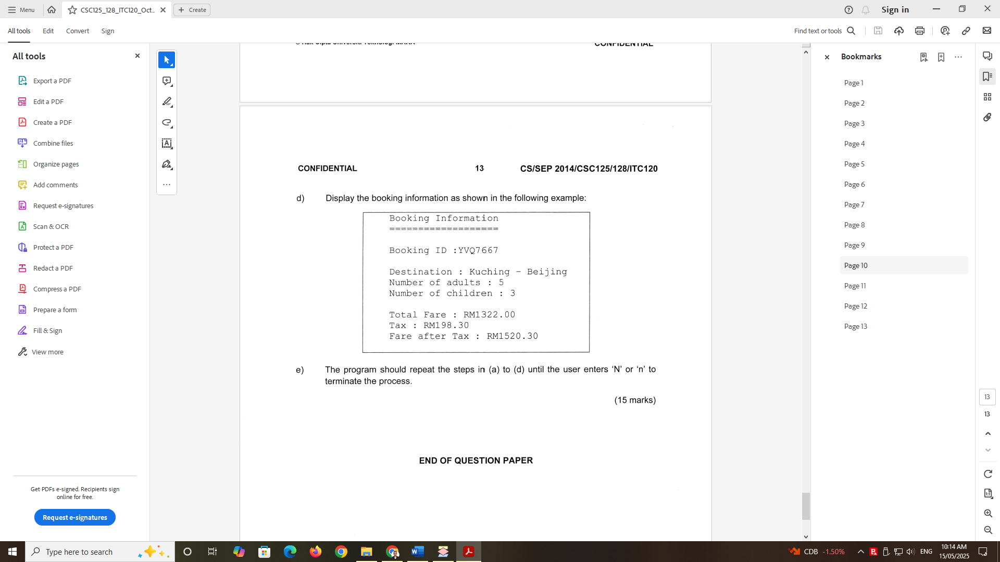 Menu
CSC125_128_ITC120_Oct...
Create
Sign in
All tools
Edit
Convert
Sign
Find text or tools
All tools
Export a PDF
Edit a PDF
Create a PDF
Combine files
Organize pages
Add comments
Request e-signatures
Scan & OCR
Protect a PDF
Redact a PDF
Compress a PDF
Prepare a form
Fill & Sign
View more
Get PDFs e-signed. Recipients sign
online for free.
Request e-signatures
© Hak Cipta Universiti Teknologi MARA
CONFIDENTIAL
CONFIDENTIAL 13 CS/SEP 2014/CSC125/128/ITC120
d) Display the booking information as shown in the following example:
Booking Information
===================
Booking ID :YVQ7667
Destination : Kuching - Beijing
Number of adults : 5
Number of children : 3
Total Fare : RM1322.00
Tax : RM198.30
Fare after Tax : RM1520.30
e) The program should repeat the steps in (a) to (d) until the user enters ‘N’ or ‘n’ to
terminate the process.
(15 marks)
END OF QUESTION PAPER
Bookmarks
Page 1
Page 2
Page 3
Page 4
Page 5
Page 6
Page 7
Page 8
Page 9
Page 10
Page 11
Page 12
Page 13
13
13
Type here to search
CDB -1.50%
ENG
10:14 AM
15/05/2025